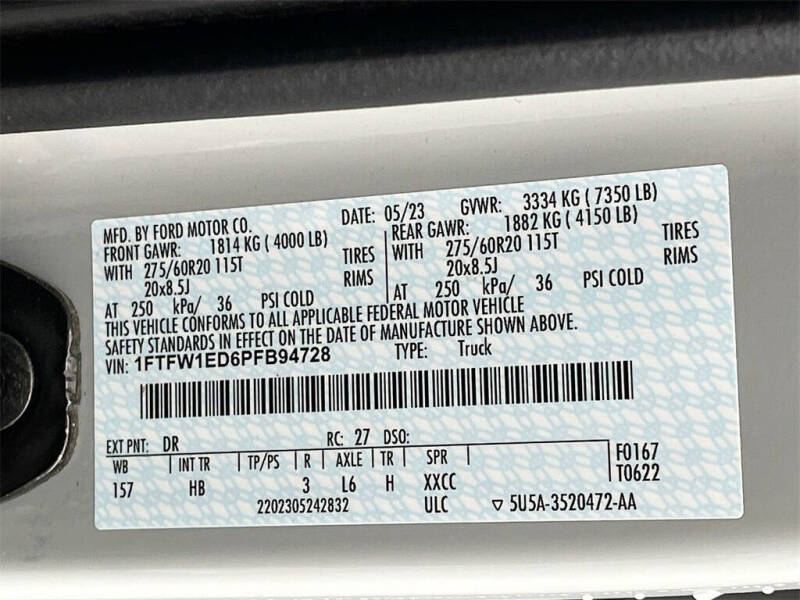 MFD. BY FORD MOTOR CO. DATE: 05/23 GVWR: 3334 KG ( 7350 LB)
FRONT GAWR: 1814 KG ( 4000 LB) REAR GAWR: 1882 KG ( 4150 LB)
WITH 275/60R20 115T TIRES WITH 275/60R20 115T TIRES
20x8.5J RIMS 20x8.5J RIMS
AT 250 kPa/ 36 PSI COLD AT 250 kPa/ 36 PSI COLD
THIS VEHICLE CONFORMS TO ALL APPLICABLE FEDERAL MOTOR VEHICLE
SAFETY STANDARDS IN EFFECT ON THE DATE OF MANUFACTURE SHOWN ABOVE.
VIN: 1FTFW1ED6PFB94728 TYPE: Truck
EXT PNT: DR RC: 27 DSO: F0167
WB INT TR TP/PS R AXLE TR SPR T0622
157 HB 3 L6 H XXCC
2202305242832 ULC ▽ 5U5A-3520472-AA